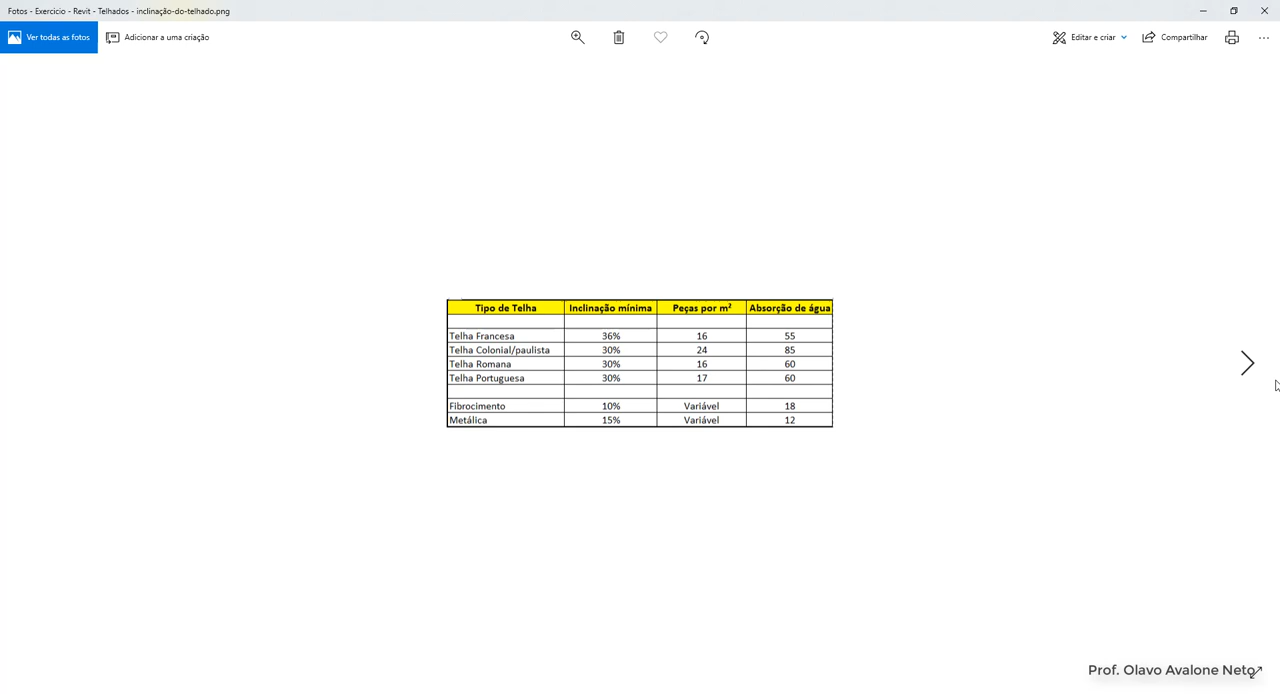 Fotos - Exercicio - Revit - Telhados - inclinação-do-telhado.png
Ver todas as fotos
Adicionar a uma criação
Editar e criar
Compartilhar
Tipo de Telha Inclinação mínima Peças por m² Absorção de água
Telha Francesa 36% 16 55
Telha Colonial/paulista 30% 24 85
Telha Romana 30% 16 60
Telha Portuguesa 30% 17 60
Fibrocimento 10% Variável 18
Metálica 15% Variável 12
Prof. Olavo Avalone Neto